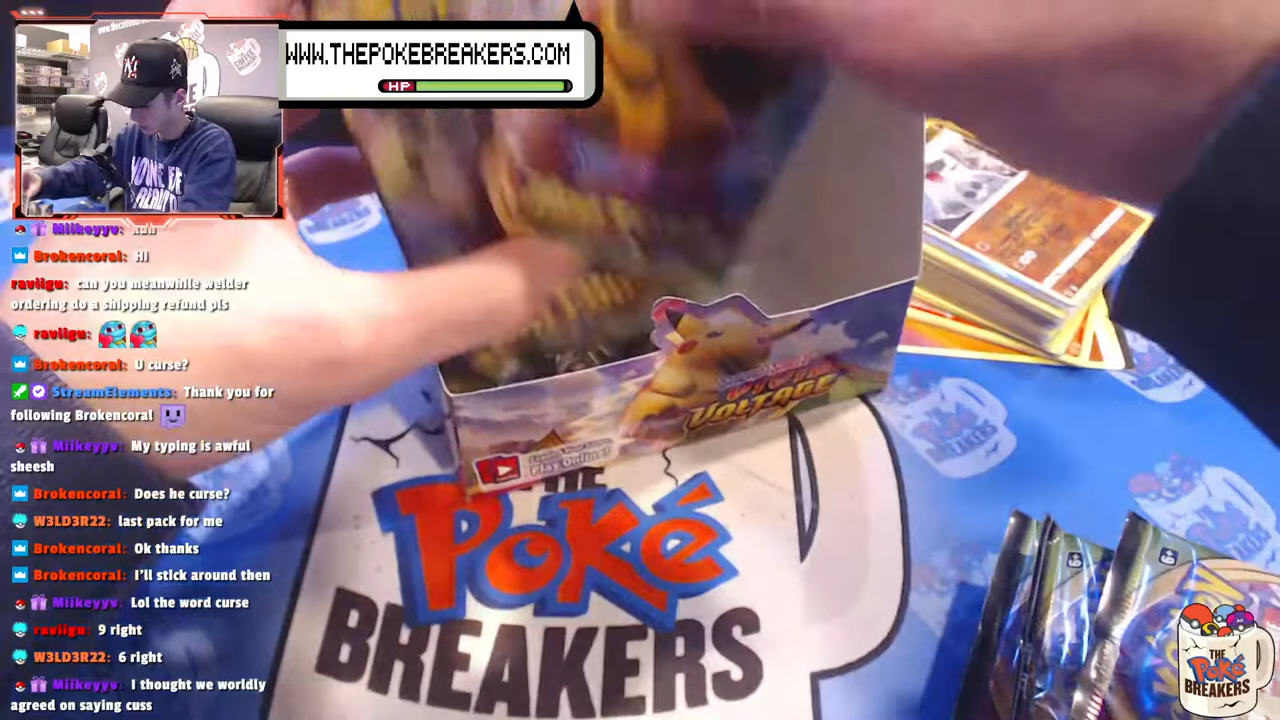 WWW.THEPOKEBREAKERS.COM
HP
Miikeyyv:
Brokencoral: Hi
raviigu: can you meanwhile welder
ordering do a shipping refund pls
raviigu:
Brokencoral: U curse?
StreamElements: Thank you for
following Brokencoral
Miikeyyv: My typing is awful
sheesh
Brokencoral: Does he curse?
W3LD3R22: last pack for me
Brokencoral: Ok thanks
Brokencoral: I'll stick around then
Miikeyyv: Lol the word curse
raviigu: 9 right
W3LD3R22: 6 right
Miikeyyv: I thought we worldly
agreed on saying cuss
VOLTAGE
Play Online!
THE
Poké
BREAKERS
THE
Poké
BREAKERS